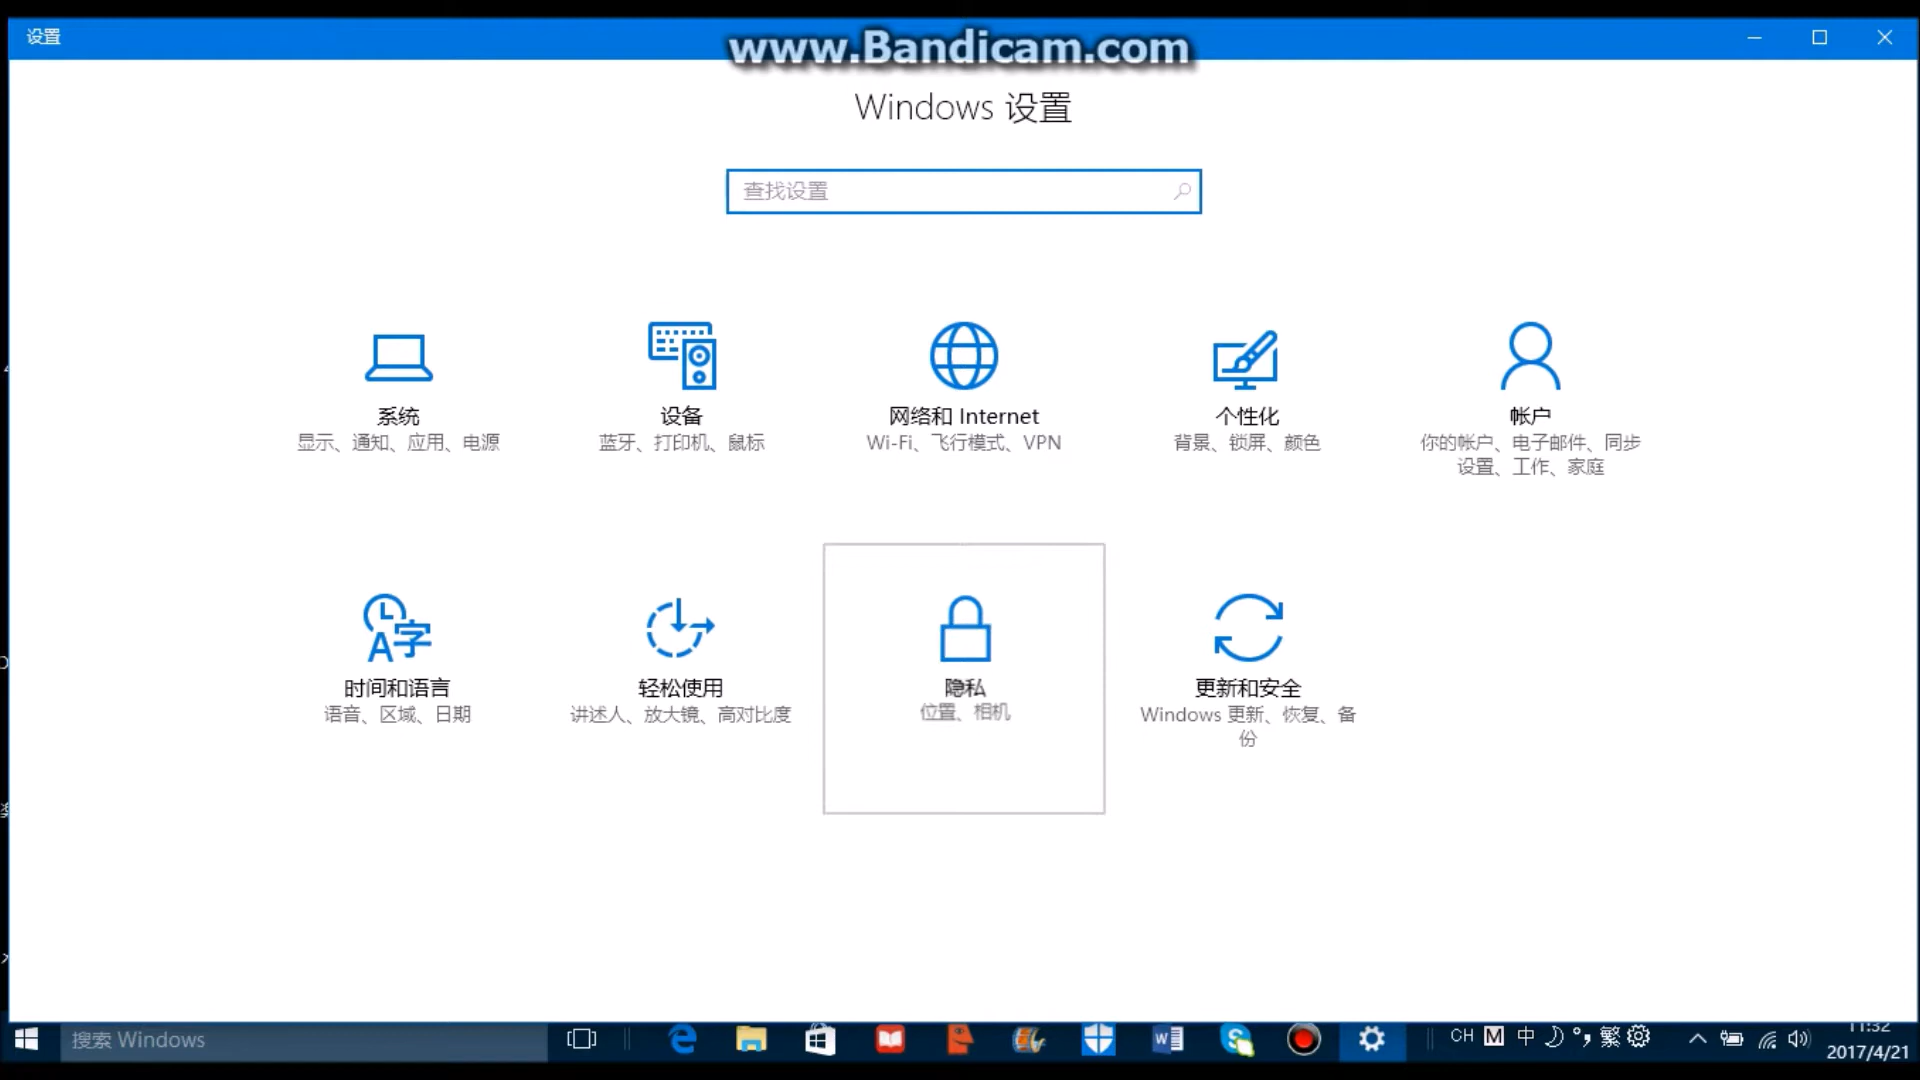 设置
www.Bandicam.com
Windows 设置
查找设置
系统
显示、通知、应用、电源
设备
蓝牙、打印机、鼠标
网络和 Internet
Wi-Fi、飞行模式、VPN
个性化
背景、锁屏、颜色
帐户
你的帐户、电子邮件、同步
设置、工作、家庭
时间和语言
语音、区域、日期
轻松使用
讲述人、放大镜、高对比度
隐私
位置、相机
更新和安全
Windows 更新、恢复、备
份
搜索 Windows
CH M 中 繁
11:32
2017/4/21